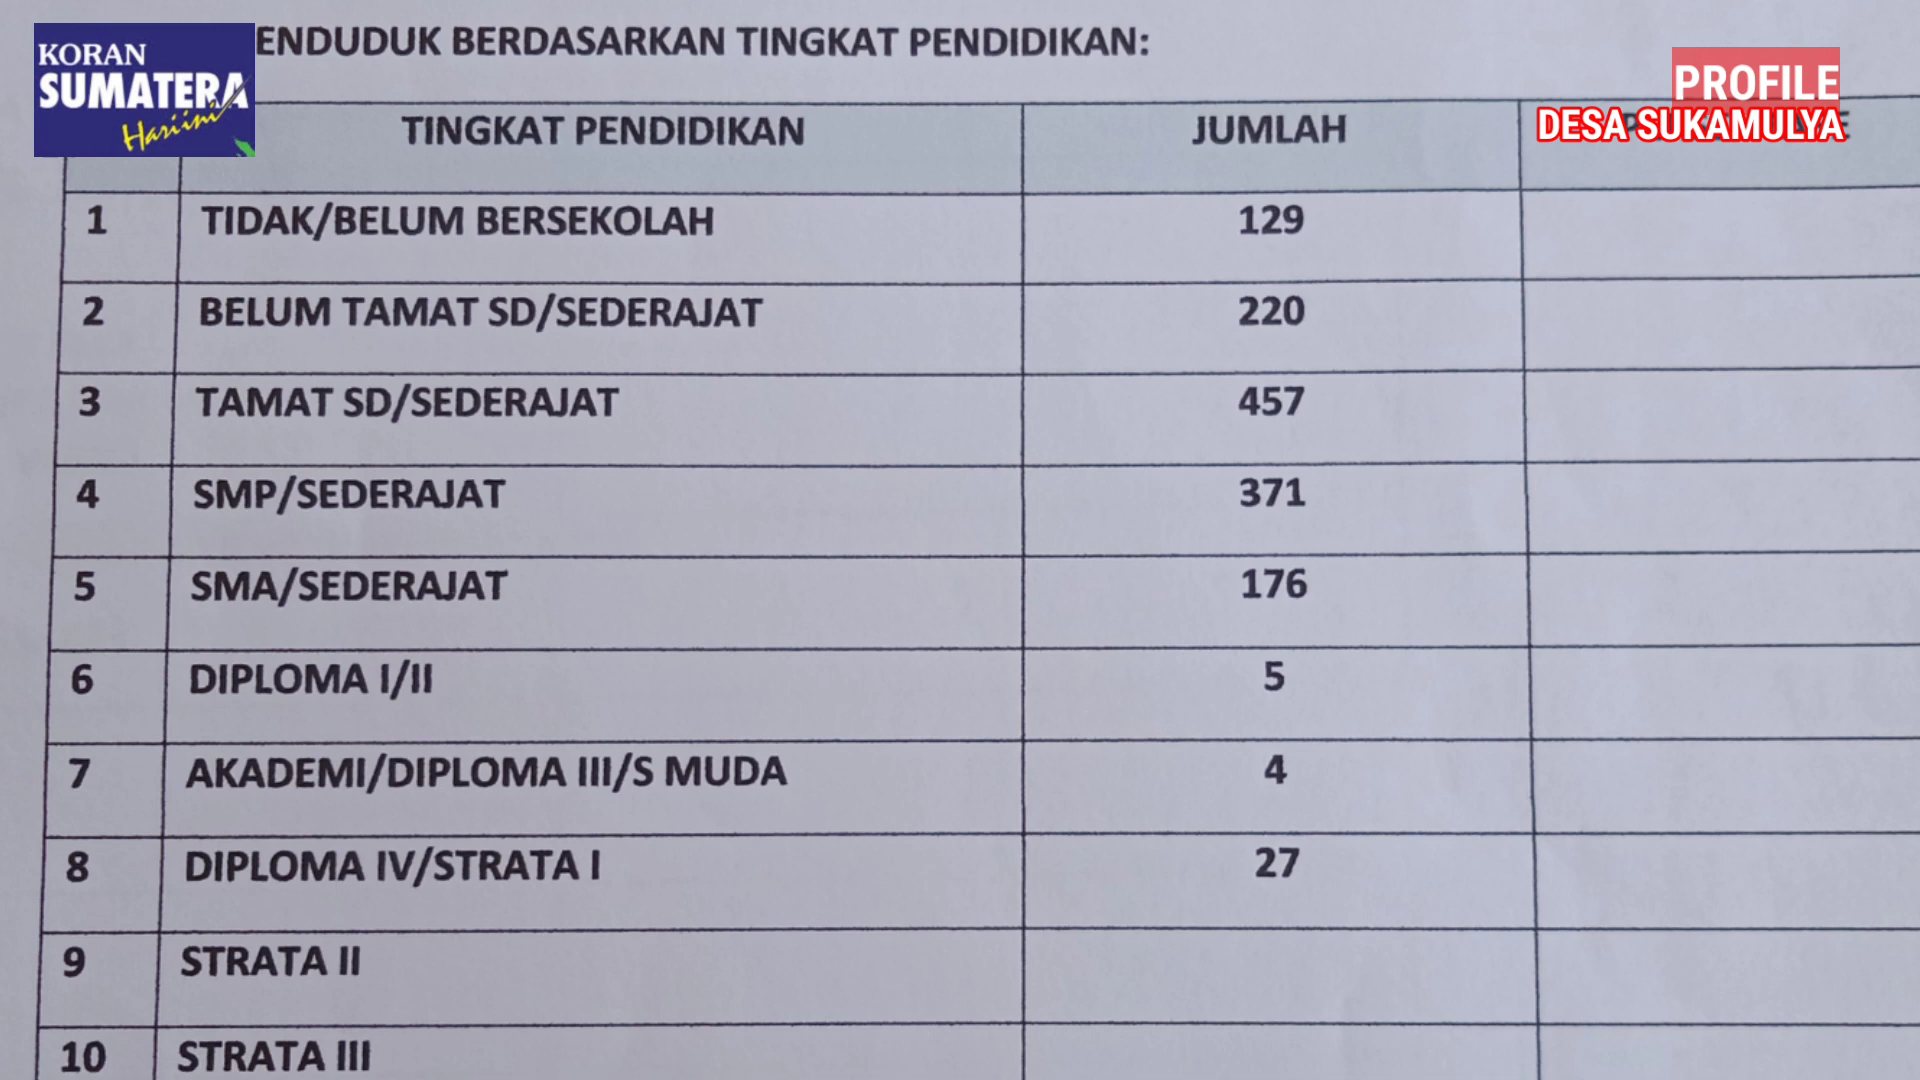 KORAN
SUMATERA
Hariini
ENDUDUK BERDASARKAN TINGKAT PENDIDIKAN:
PROFILE
DESA SUKAMULYA
TINGKAT PENDIDIKAN JUMLAH
1 TIDAK/BELUM BERSEKOLAH 129
2 BELUM TAMAT SD/SEDERAJAT 220
3 TAMAT SD/SEDERAJAT 457
4 SMP/SEDERAJAT 371
5 SMA/SEDERAJAT 176
6 DIPLOMA I/II 5
7 AKADEMI/DIPLOMA III/S MUDA 4
8 DIPLOMA IV/STRATA I 27
9 STRATA II
10 STRATA III